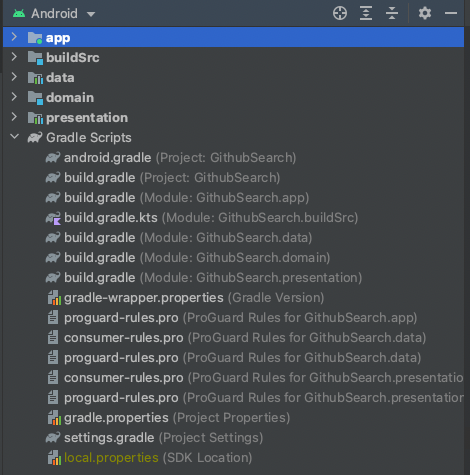 Android
app
buildSrc
data
domain
presentation
Gradle Scripts
android.gradle (Project: GithubSearch)
build.gradle (Project: GithubSearch)
build.gradle (Module: GithubSearch.app)
build.gradle.kts (Module: GithubSearch.buildSrc)
build.gradle (Module: GithubSearch.data)
build.gradle (Module: GithubSearch.domain)
build.gradle (Module: GithubSearch.presentation)
gradle-wrapper.properties (Gradle Version)
proguard-rules.pro (ProGuard Rules for GithubSearch.app)
consumer-rules.pro (ProGuard Rules for GithubSearch.data)
proguard-rules.pro (ProGuard Rules for GithubSearch.data)
consumer-rules.pro (ProGuard Rules for GithubSearch.presentatio
proguard-rules.pro (ProGuard Rules for GithubSearch.presentation
gradle.properties (Project Properties)
settings.gradle (Project Settings)
local.properties (SDK Location)